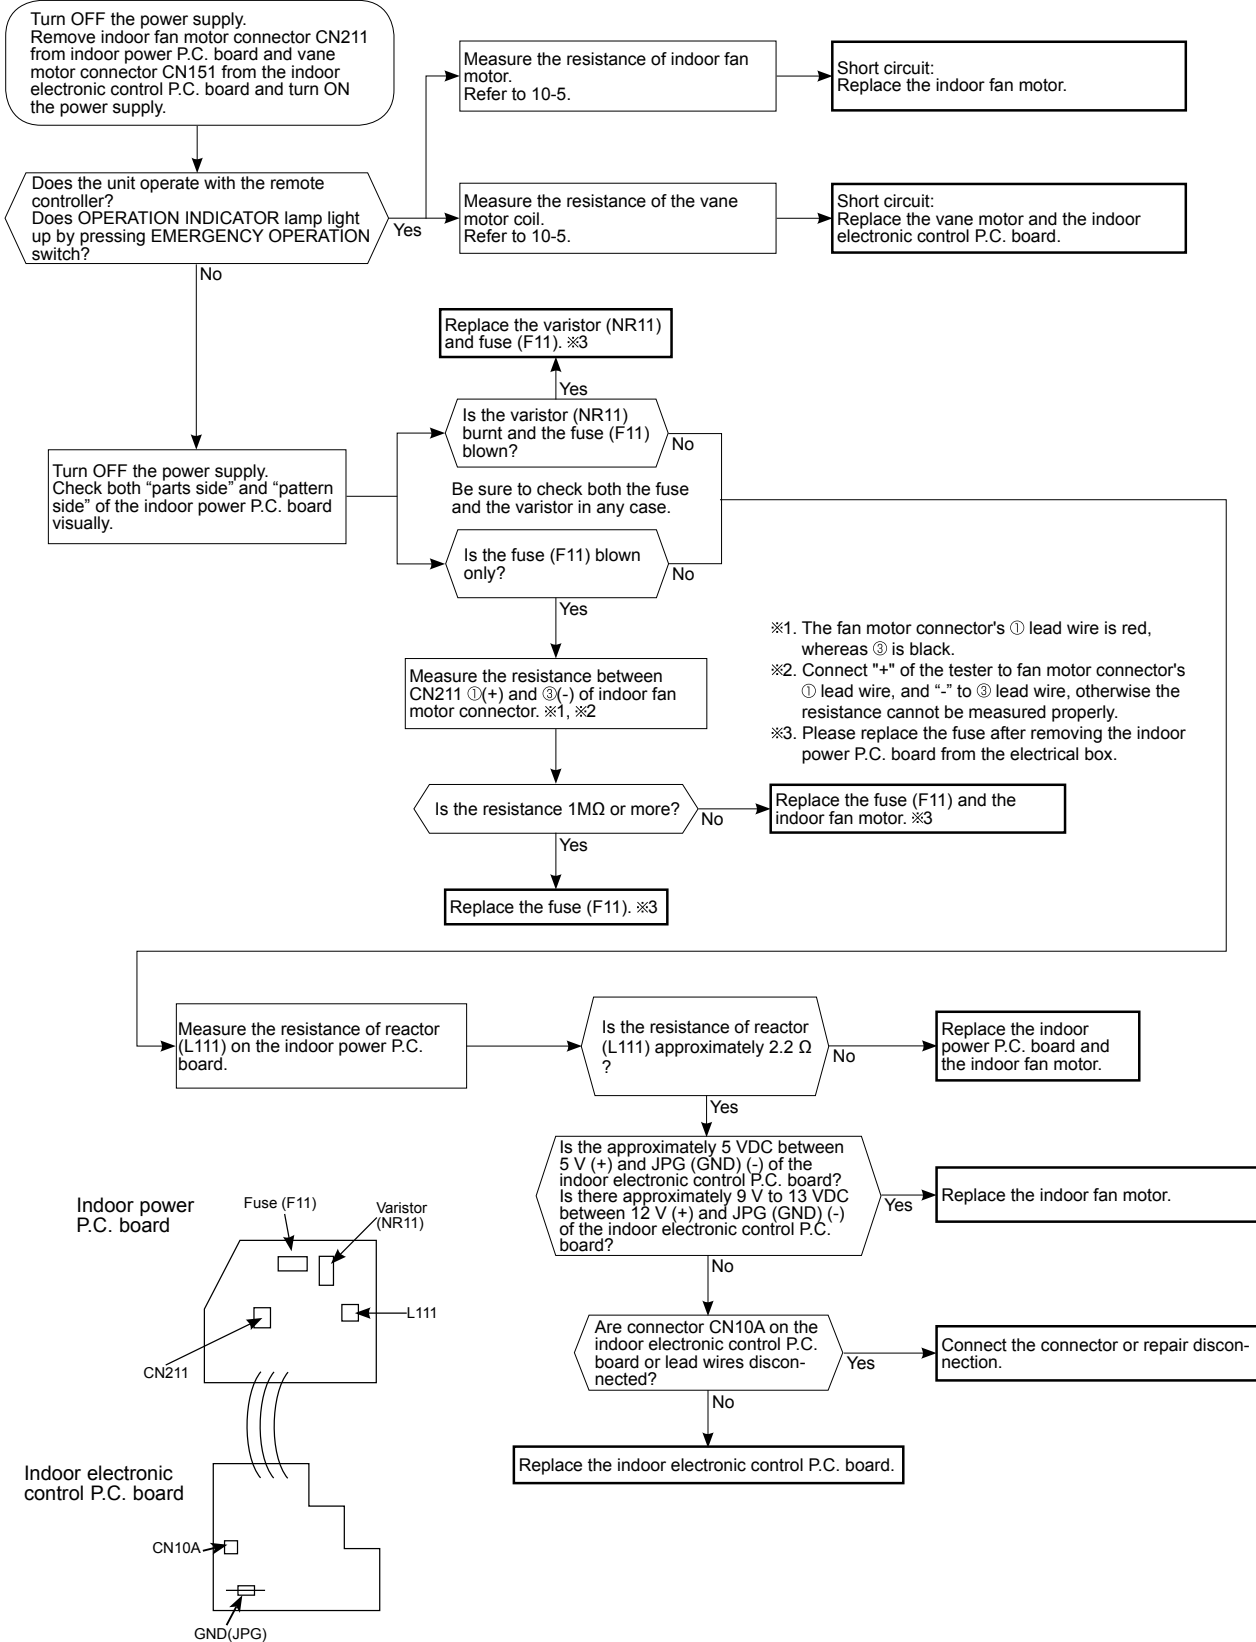 Turn OFF the power supply.
Remove indoor fan motor connector CN211
from indoor power P.C. board and vane
motor connector CN151 from the indoor
electronic control P.C. board and turn ON
the power supply.
Measure the resistance of indoor fan
motor.
Refer to 10-5.
Short circuit:
Replace the indoor fan motor.
Does the unit operate with the remote
controller?
Does OPERATION INDICATOR lamp light
up by pressing EMERGENCY OPERATION
switch?
Yes
Measure the resistance of the vane
motor coil.
Refer to 10-5.
Short circuit:
Replace the vane motor and the indoor
electronic control P.C. board.
No
Replace the varistor (NR11)
and fuse (F11). ※3
Yes
Is the varistor (NR11)
burnt and the fuse (F11)
blown?
No
Turn OFF the power supply.
Check both “parts side” and “pattern
side” of the indoor power P.C. board
visually.
Be sure to check both the fuse
and the varistor in any case.
Is the fuse (F11) blown
only?
No
Yes
※1. The fan motor connector's ① lead wire is red,
whereas ③ is black.
※2. Connect "+" of the tester to fan motor connector's
① lead wire, and “-” to ③ lead wire, otherwise the
resistance cannot be measured properly.
※3. Please replace the fuse after removing the indoor
power P.C. board from the electrical box.
Measure the resistance between
CN211 ①(+) and ③(-) of indoor fan
motor connector. ※1, ※2
Is the resistance 1MΩ or more?
No
Replace the fuse (F11) and the
indoor fan motor. ※3
Yes
Replace the fuse (F11). ※3
Measure the resistance of reactor
(L111) on the indoor power P.C.
board.
Is the resistance of reactor
(L111) approximately 2.2 Ω
?
No
Replace the indoor
power P.C. board and
the indoor fan motor.
Yes
Is the approximately 5 VDC between
5 V (+) and JPG (GND) (-) of the
indoor electronic control P.C. board?
Is there approximately 9 V to 13 VDC
between 12 V (+) and JPG (GND) (-)
of the indoor electronic control P.C.
board?
Yes
Replace the indoor fan motor.
No
Are connector CN10A on the
indoor electronic control P.C.
board or lead wires discon-
nected?
Yes
Connect the connector or repair discon-
nection.
No
Replace the indoor electronic control P.C. board.
Indoor power
P.C. board
Fuse (F11)
Varistor
(NR11)
L111
CN211
Indoor electronic
control P.C. board
CN10A
GND(JPG)